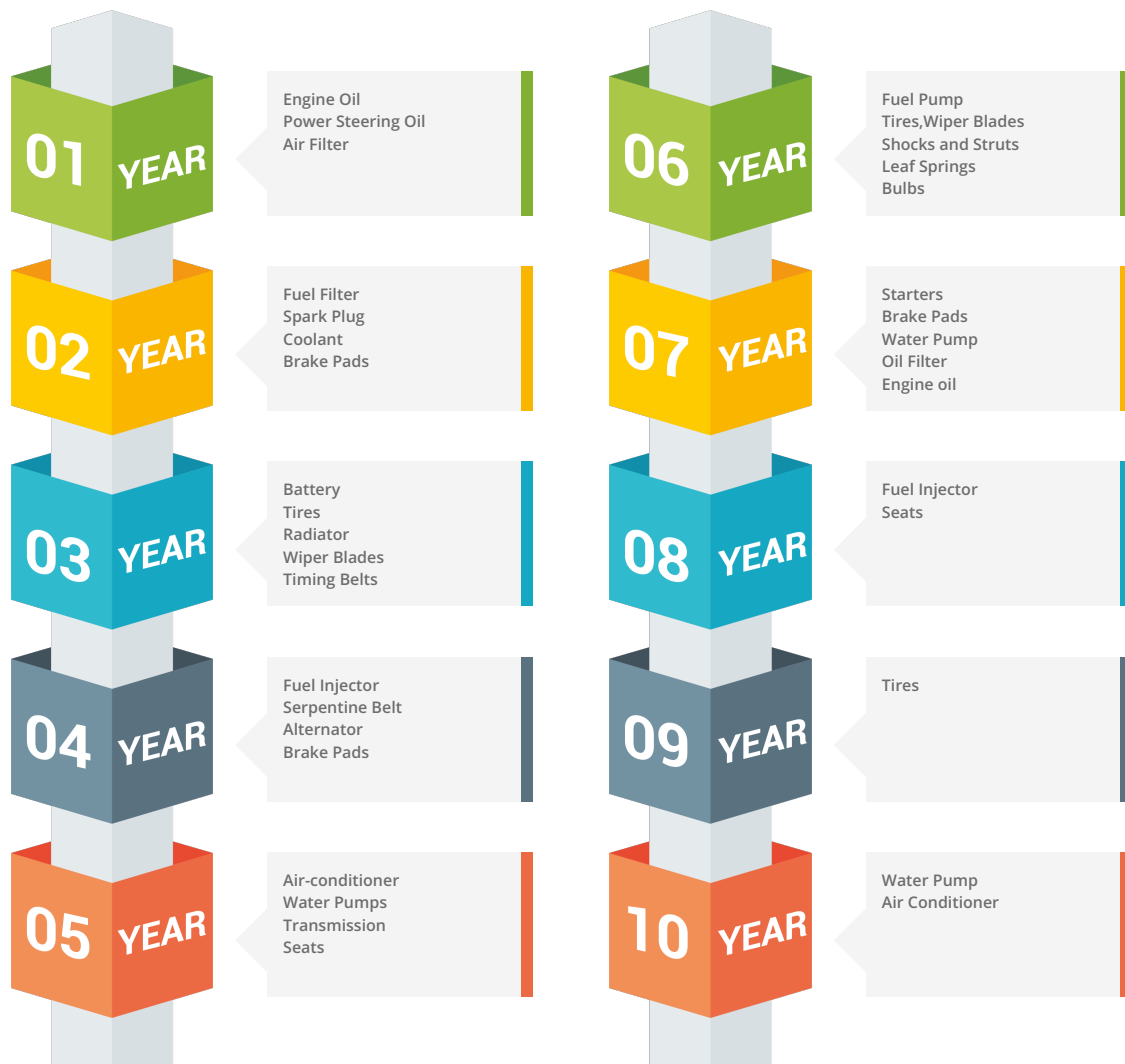 01 YEAR
Engine Oil
Power Steering Oil
Air Filter
02 YEAR
Fuel Filter
Spark Plug
Coolant
Brake Pads
03 YEAR
Battery
Tires
Radiator
Wiper Blades
Timing Belts
04 YEAR
Fuel Injector
Serpentine Belt
Alternator
Brake Pads
05 YEAR
Air-conditioner
Water Pumps
Transmission
Seats
06 YEAR
Fuel Pump
Tires,Wiper Blades
Shocks and Struts
Leaf Springs
Bulbs
07 YEAR
Starters
Brake Pads
Water Pump
Oil Filter
Engine oil
08 YEAR
Fuel Injector
Seats
09 YEAR
Tires
10 YEAR
Water Pump
Air Conditioner